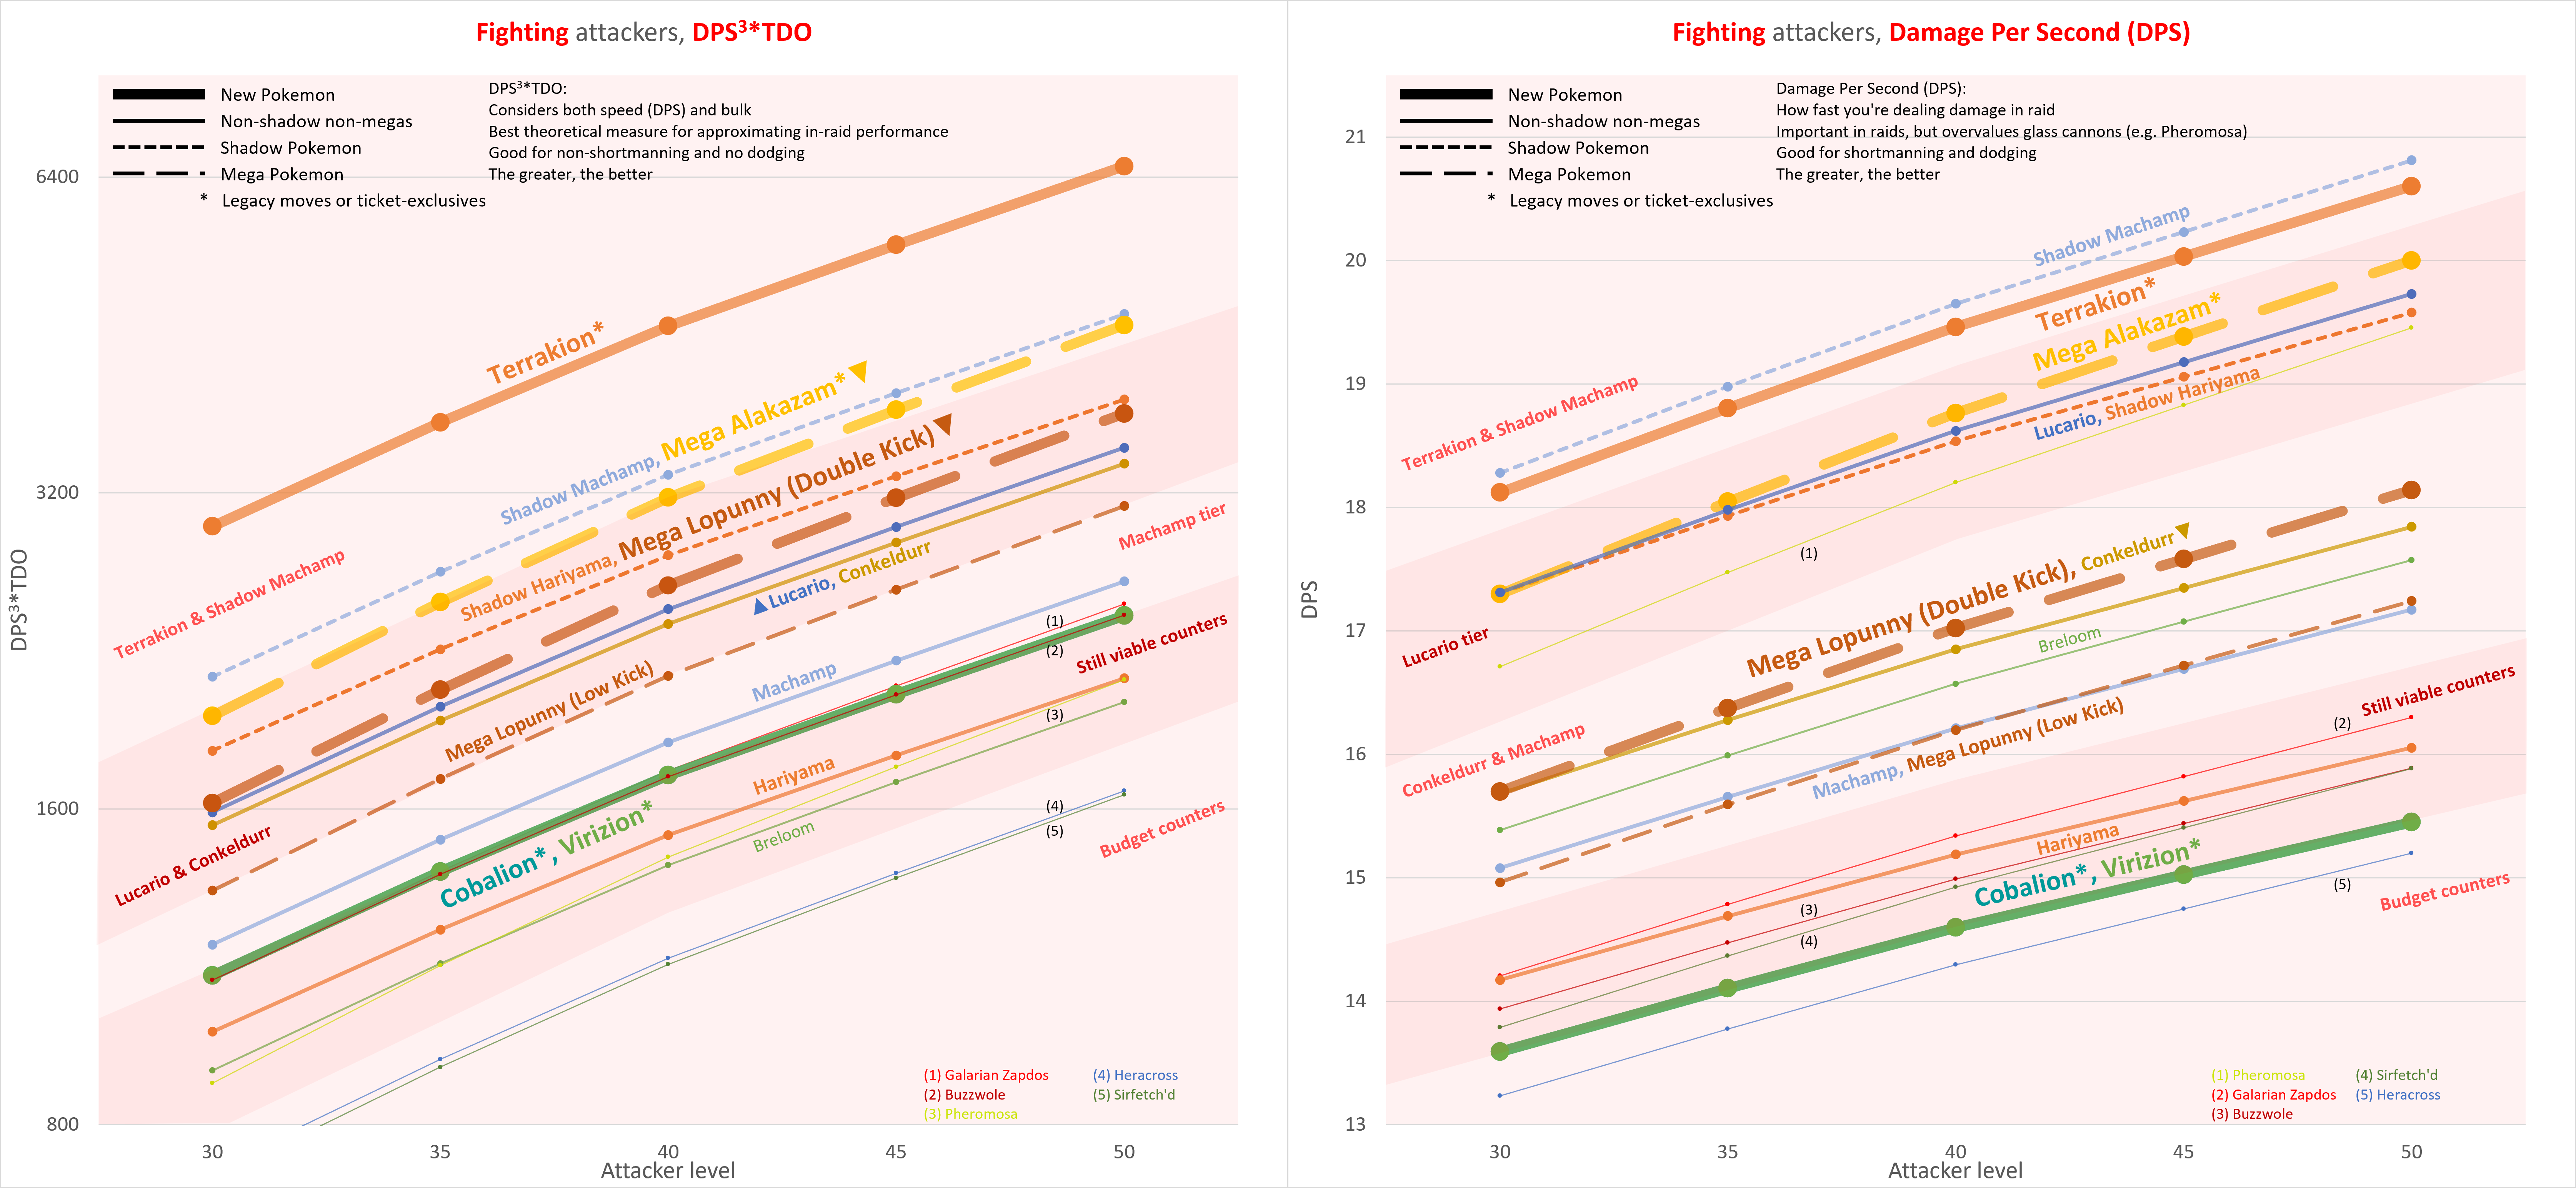 Fighting attackers, DPS³*TDO
New Pokemon
Non-shadow non-megas
Shadow Pokemon
Mega Pokemon
* Legacy moves or ticket-exclusives
DPS³*TDO:
Considers both speed (DPS) and bulk
Best theoretical measure for approximating in-raid performance
Good for non-shortmanning and no dodging
The greater, the better
6400
3200
1600
800
DPS³*TDO
Terrakion*
Shadow Machamp, Mega Alakazam*
Shadow Hariyama, Mega Lopunny (Double Kick)
Lucario, Conkeldurr
Mega Lopunny (Low Kick)
Machamp
Cobalion*, Virizion*
Hariyama
Breloom
Terrakion & Shadow Machamp
Lucario & Conkeldurr
Machamp tier
Still viable counters
Budget counters
(1)
(2)
(3)
(4)
(5)
(1) Galarian Zapdos
(2) Buzzwole
(3) Pheromosa
(4) Heracross
(5) Sirfetch'd
30
35
40
45
50
Attacker level
Fighting attackers, Damage Per Second (DPS)
New Pokemon
Non-shadow non-megas
Shadow Pokemon
Mega Pokemon
* Legacy moves or ticket-exclusives
Damage Per Second (DPS):
How fast you're dealing damage in raid
Important in raids, but overvalues glass cannons (e.g. Pheromosa)
Good for shortmanning and dodging
The greater, the better
21
20
19
18
17
16
15
14
13
DPS
Shadow Machamp
Terrakion*
Mega Alakazam*
Lucario, Shadow Hariyama
Mega Lopunny (Double Kick), Conkeldurr
Breloom
Machamp, Mega Lopunny (Low Kick)
Hariyama
Cobalion*, Virizion*
Terrakion & Shadow Machamp
Lucario tier
Conkeldurr & Machamp
Still viable counters
Budget counters
(1)
(2)
(3)
(4)
(5)
(1) Pheromosa
(2) Galarian Zapdos
(3) Buzzwole
(4) Sirfetch'd
(5) Heracross
30
35
40
45
50
Attacker level